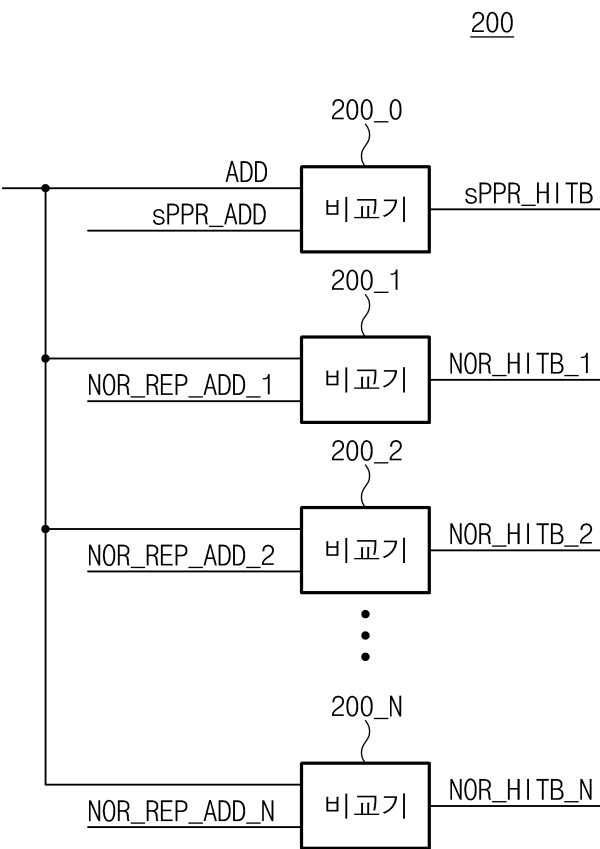 200
200_0
ADD
sPPR_ADD
비교기
sPPR_HITB
200_1
NOR_REP_ADD_1
비교기
NOR_HITB_1
200_2
NOR_REP_ADD_2
비교기
NOR_HITB_2
200_N
NOR_REP_ADD_N
비교기
NOR_HITB_N